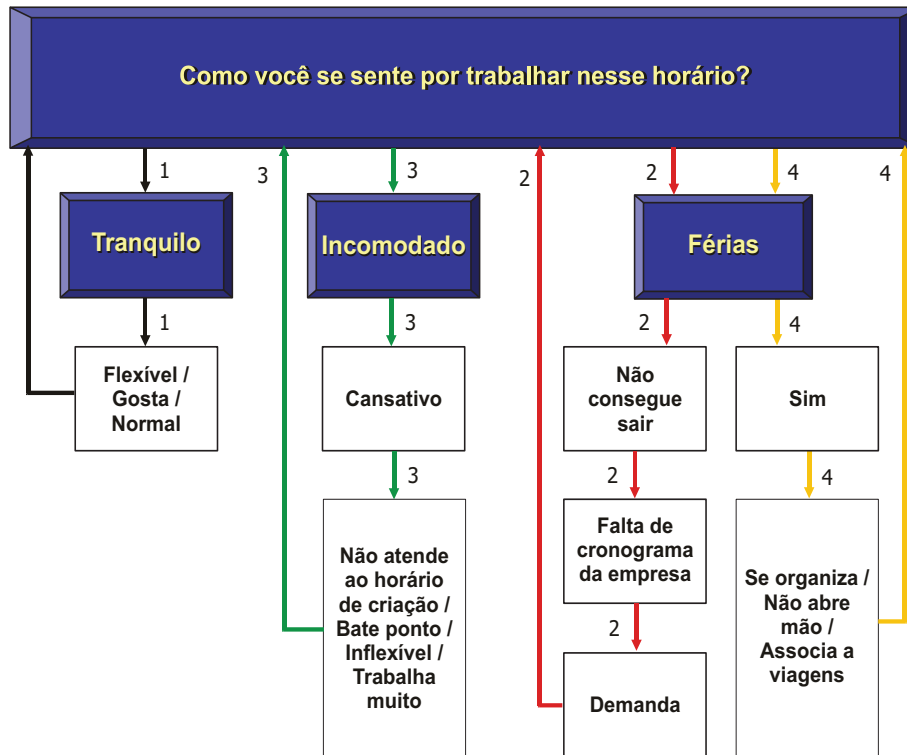 Como você se sente por trabalhar nesse horário?
1
3
3
2
2
4
4
Tranquilo
Incomodado
Férias
1
3
2
4
Flexível /
Gosta /
Normal
Cansativo
Não
consegue
sair
Sim
3
2
4
Não atende
ao horário
de criação /
Bate ponto /
Inflexível /
Trabalha
muito
Falta de
cronograma
da empresa
2
Demanda
Se organiza /
Não abre
mão /
Associa a
viagens